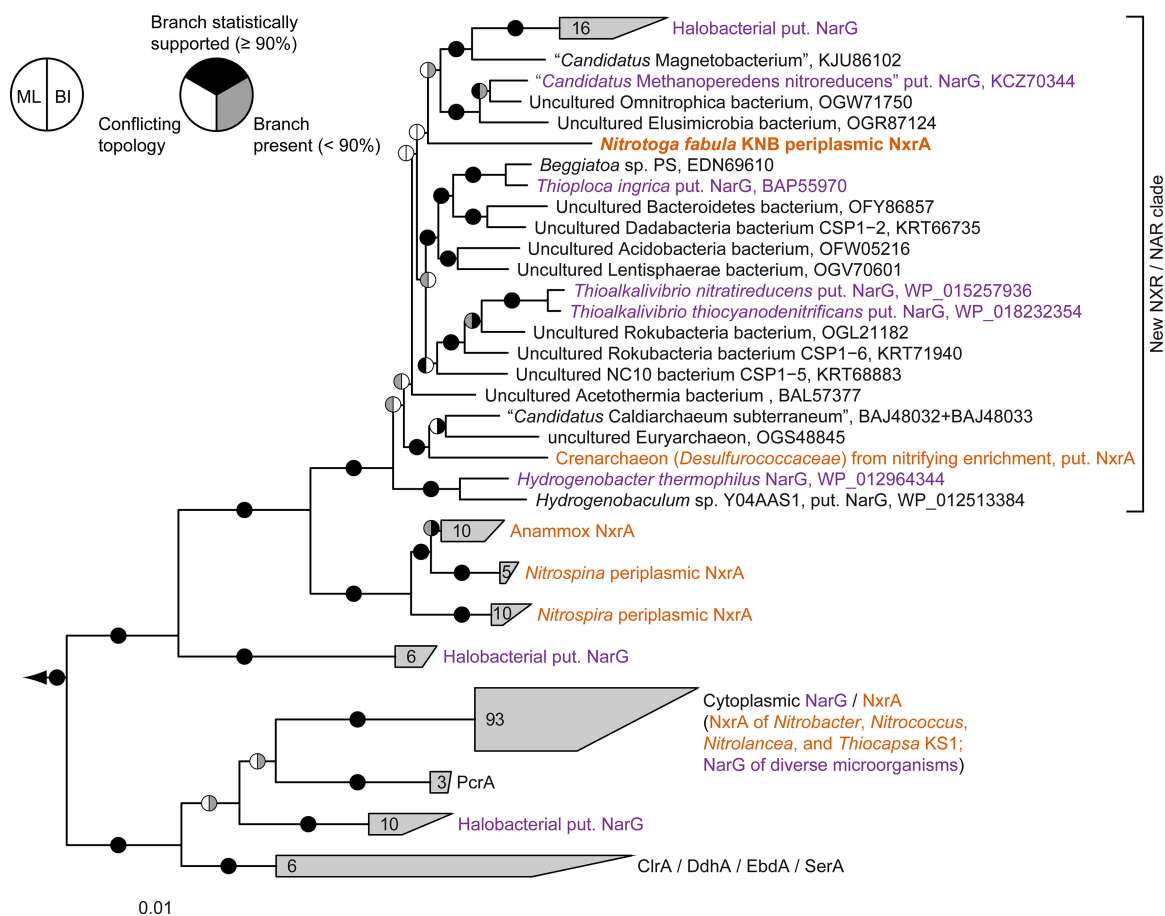 Branch statistically
supported (≥ 90%)
ML
BI
Conflicting
topology
Branch
present (< 90%)
16
Halobacterial put. NarG
“Candidatus Magnetobacterium”, KJU86102
“Candidatus Methanoperedens nitroreducens” put. NarG, KCZ70344
Uncultured Omnitrophica bacterium, OGW71750
Uncultured Elusimicrobia bacterium, OGR87124
Nitrotoga fabula KNB periplasmic NxrA
Beggiatoa sp. PS, EDN69610
Thioploca ingrica put. NarG, BAP55970
Uncultured Bacteroidetes bacterium, OFY86857
Uncultured Dadabacteria bacterium CSP1−2, KRT66735
Uncultured Acidobacteria bacterium, OFW05216
Uncultured Lentisphaerae bacterium, OGV70601
Thioalkalivibrio nitratireducens put. NarG, WP_015257936
Thioalkalivibrio thiocyanodenitrificans put. NarG, WP_018232354
Uncultured Rokubacteria bacterium, OGL21182
Uncultured Rokubacteria bacterium CSP1−6, KRT71940
Uncultured NC10 bacterium CSP1−5, KRT68883
Uncultured Acetothermia bacterium , BAL57377
“Candidatus Caldiarchaeum subterraneum”, BAJ48032+BAJ48033
uncultured Euryarchaeon, OGS48845
Crenarchaeon (Desulfurococcaceae) from nitrifying enrichment, put. NxrA
Hydrogenobacter thermophilus NarG, WP_012964344
Hydrogenobaculum sp. Y04AAS1, put. NarG, WP_012513384
New NXR / NAR clade
10
Anammox NxrA
5
Nitrospina periplasmic NxrA
10
Nitrospira periplasmic NxrA
6
Halobacterial put. NarG
93
Cytoplasmic NarG / NxrA
(NxrA of Nitrobacter, Nitrococcus,
Nitrolancea, and Thiocapsa KS1;
NarG of diverse microorganisms)
3
PcrA
10
Halobacterial put. NarG
6
ClrA / DdhA / EbdA / SerA
0.01